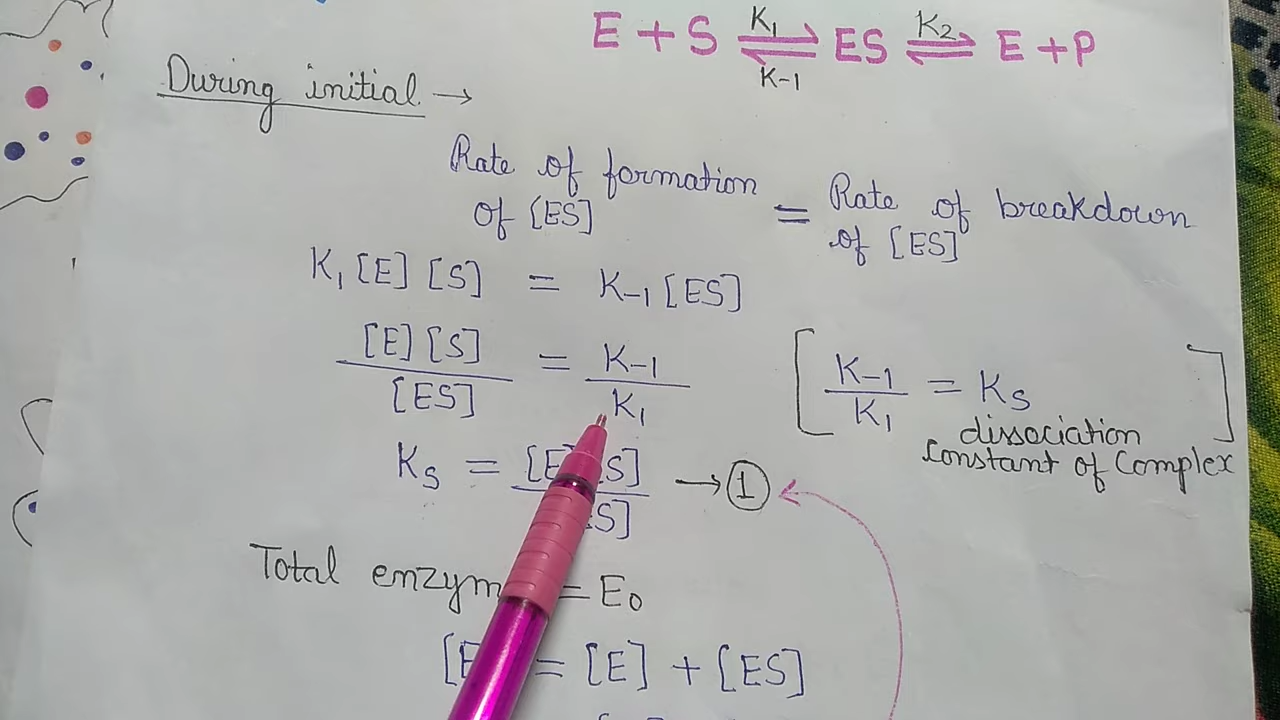 E + S K1 ⇌ K-1 ES K2 ⇌ E + P
During initial →
Rate of formation of [ES] = Rate of breakdown of [ES]
K1 [E] [S] = K-1 [ES]
[E] [S] / [ES] = K-1 / K1 [ K-1 / K1 = Ks ]
dissociation
Constant of Complex
Ks = [E] [S] / [ES] → 1
Total = E0
= [E] + [ES]